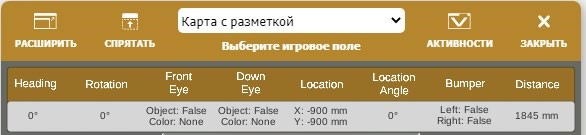 Карта с разметкой
РАСШИРИТЬ СПРЯТАТЬ Выберите игровое поле АКТИВНОСТИ ЗАКРЫТЬ
Heading Rotation Front Eye Down Eye Location Location Angle Bumper Distance
0° 0° Object: False Object: False X: -900 mm 0° Left: False 1845 mm
Color: None Color: None Y: -900 mm Right: False